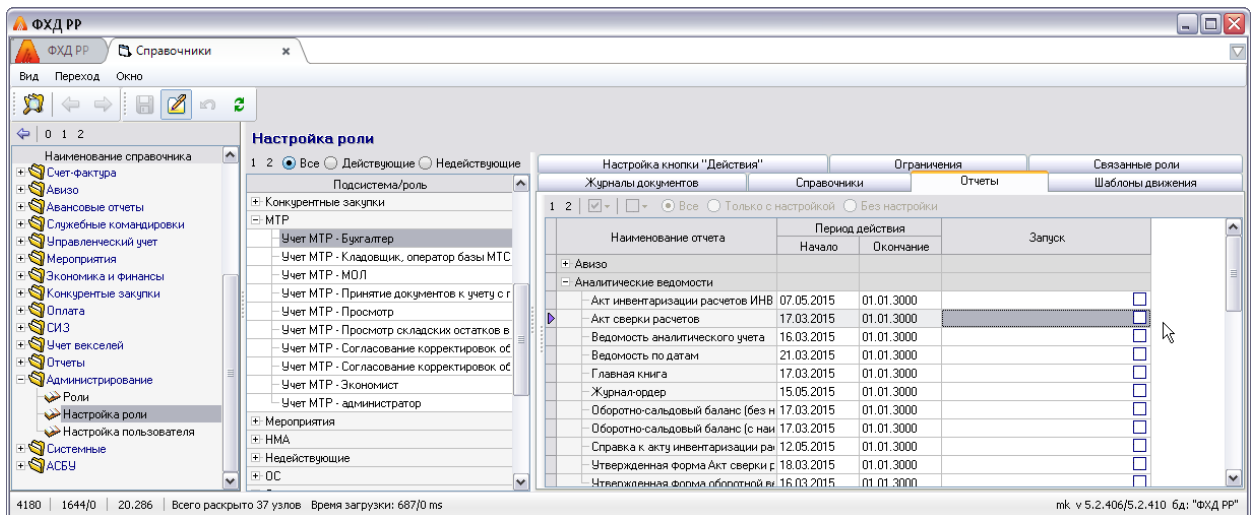 ФХД РР
ФХД РР Справочники
Вид Переход Окно
0 1 2
Наименование справочника
Счет-фактура
Авизо
Авансовые отчеты
Служебные командировки
Управленческий учет
Мероприятия
Экономика и финансы
Конкурентые закупки
Оплата
СИЗ
Учет векселей
Отчеты
Администрирование
Роли
Настройка роли
Настройка пользователя
Системные
АСБУ
Настройка роли
1 2 Все Действующие Недействующие
Подсистема/роль
Конкурентные закупки
МТР
Учет МТР - Бухгалтер
Учет МТР - Кладовщик, оператор базы МТС
Учет МТР - МОЛ
Учет МТР - Принятие документов к учету с г
Учет МТР - Просмотр
Учет МТР - Просмотр складских остатков в
Учет МТР - Согласование корректировок об
Учет МТР - Согласование корректировок об
Учет МТР - Экономист
Учет МТР - администратор
Мероприятия
НМА
Недействующие
ОС
Настройка кнопки "Действия" Ограничения Связанные роли
Журналы документов Справочники Отчеты Шаблоны движения
1 2 Все Только с настройкой Без настройки
Наименование отчета Период действия Запуск
Начало Окончание
Авизо
Аналитические ведомости
Акт инвентаризации расчетов ИНВ 07.05.2015 01.01.3000
Акт сверки расчетов 17.03.2015 01.01.3000
Ведомость аналитического учета 16.03.2015 01.01.3000
Ведомость по датам 21.03.2015 01.01.3000
Главная книга 17.03.2015 01.01.3000
Журнал-ордер 15.05.2015 01.01.3000
Оборотно-сальдовый баланс (без н 17.03.2015 01.01.3000
Оборотно-сальдовый баланс (с наи 17.03.2015 01.01.3000
Справка к акту инвентаризации ра 12.05.2015 01.01.3000
Утвержденная форма Акт сверки р 18.03.2015 01.01.3000
Утвержденная форма оборотной ве 16.03.2015 01.01.3000
4180 1644/0 20.286 Всего раскрыто 37 узлов Время загрузки: 687/0 ms mk v 5.2.406/5.2.410 бд: "ФХД РР"